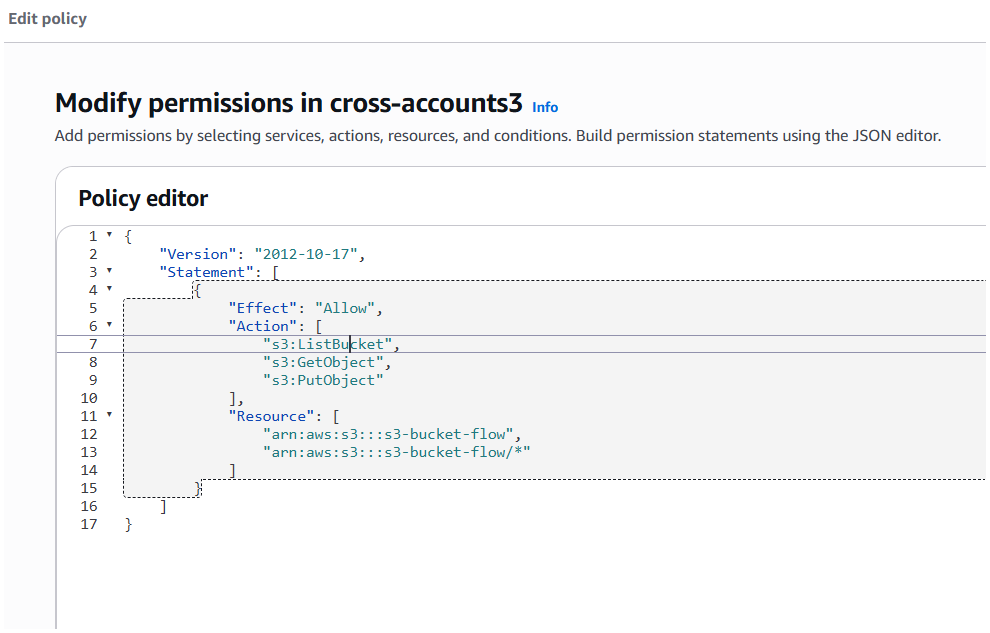 Edit policy
Modify permissions in cross-accounts3 Info
Add permissions by selecting services, actions, resources, and conditions. Build permission statements using the JSON editor.
Policy editor
1 {
2 "Version": "2012-10-17",
3 "Statement": [
4 {
5 "Effect": "Allow",
6 "Action": [
7 "s3:ListBucket",
8 "s3:GetObject",
9 "s3:PutObject"
10 ],
11 "Resource": [
12 "arn:aws:s3:::s3-bucket-flow",
13 "arn:aws:s3:::s3-bucket-flow/*"
14 ]
15 }
16 ]
17 }